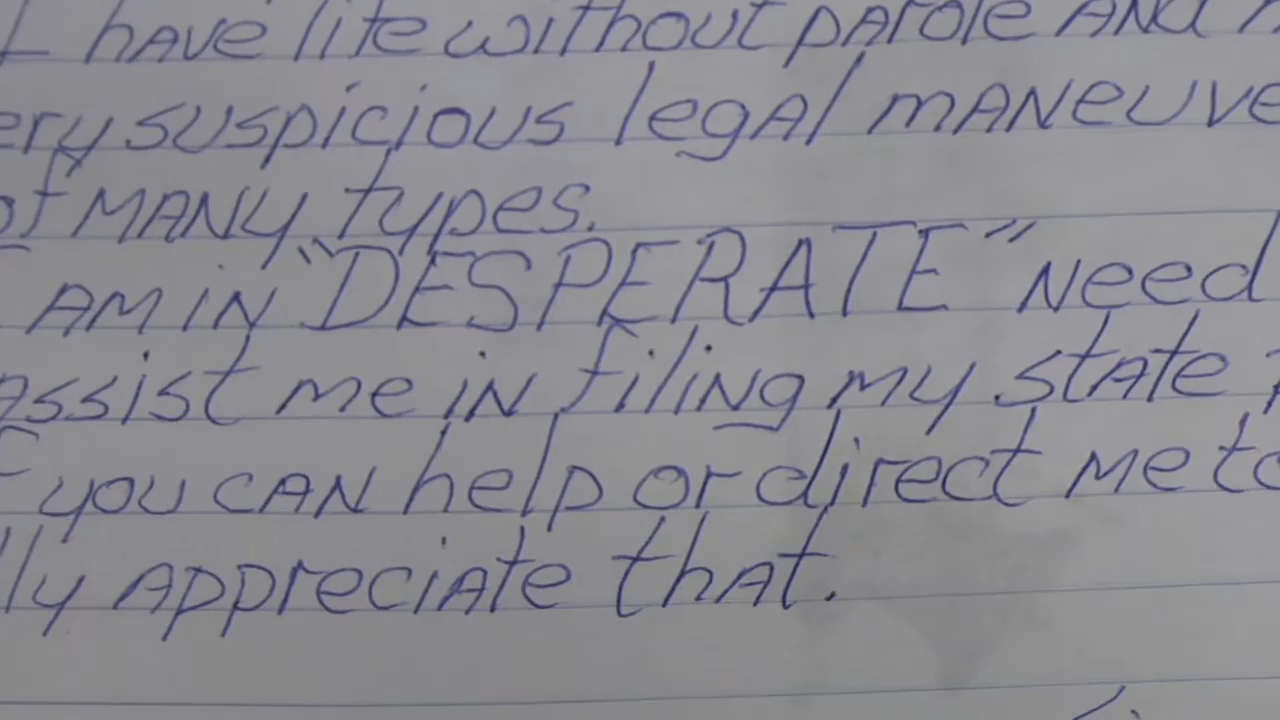 I have life without parole AND
ery suspicious legal MANeuve
of MANY types.
I AM IN "DESPERATE" Need
Assist me IN filiNg my stAte
If you CAN help or direct Me to
lly AppreciAte thAt.